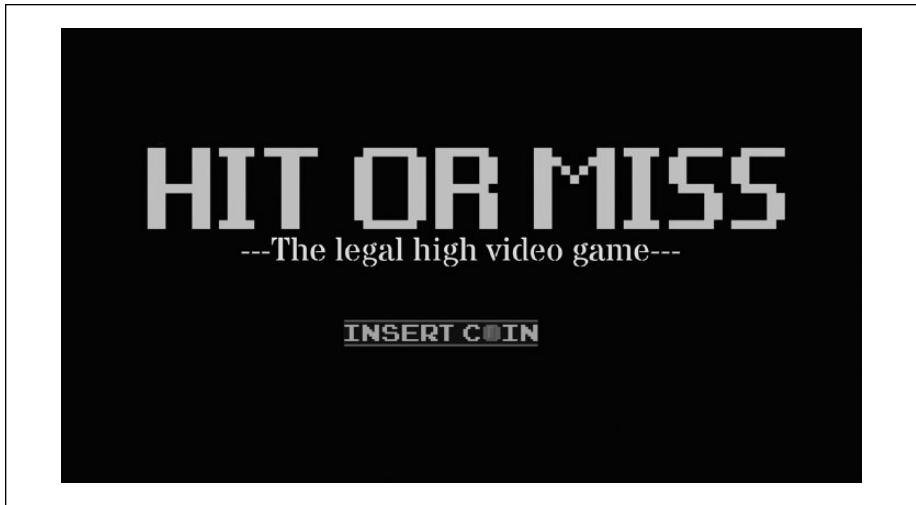 HIT OR MISS
---The legal high video game---
INSERT COIN